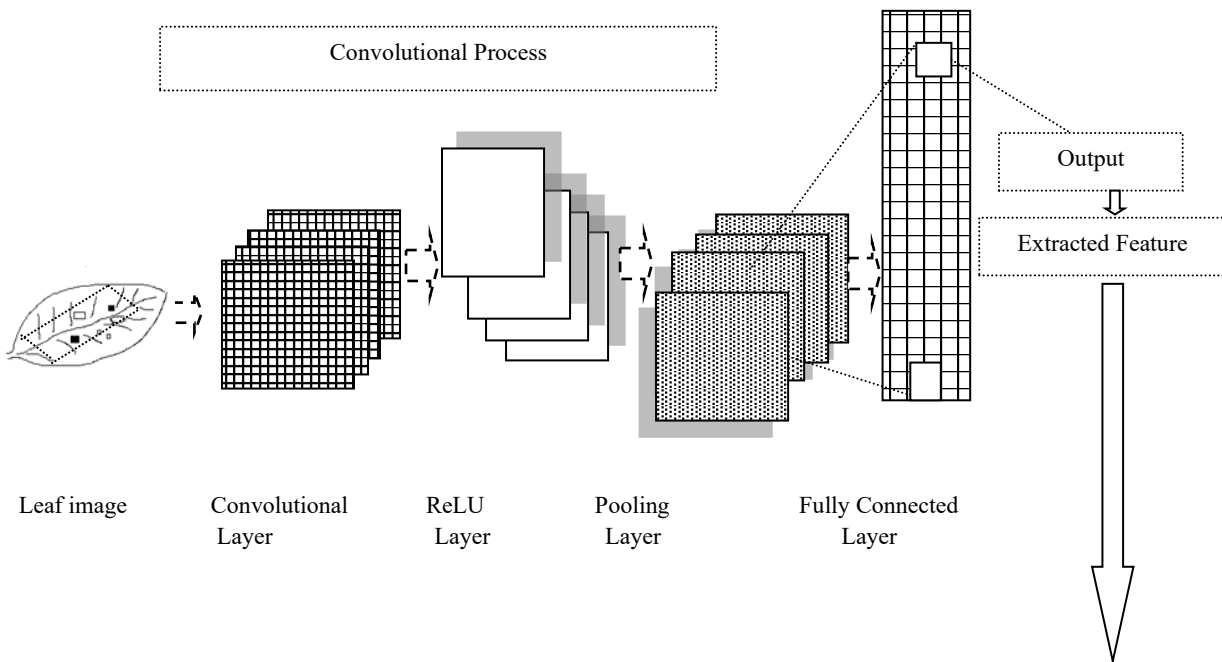 Convolutional Process
Output
Extracted Feature
Leaf image
Convolutional
Layer
ReLU
Layer
Pooling
Layer
Fully Connected
Layer